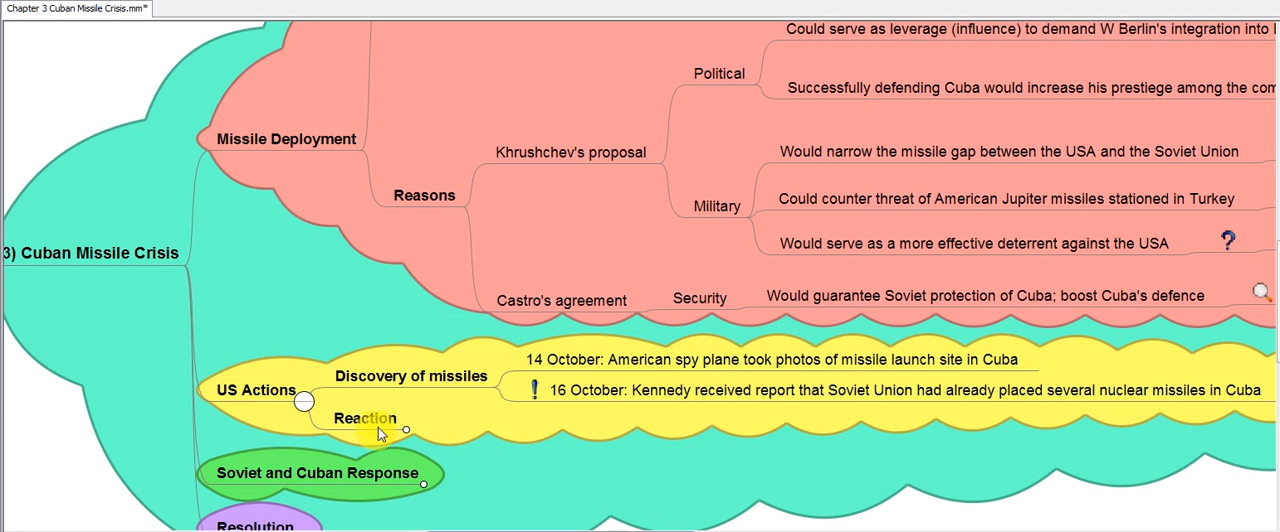 Chapter 3 Cuban Missile Crisis.mm*
Could serve as leverage (influence) to demand W Berlin's integration into
Political
Successfully defending Cuba would increase his prestiege among the com
Missile Deployment
Khrushchev's proposal
Would narrow the missile gap between the USA and the Soviet Union
Reasons
Military
Could counter threat of American Jupiter missiles stationed in Turkey
Would serve as a more effective deterrent against the USA
3) Cuban Missile Crisis
Castro's agreement
Security
Would guarantee Soviet protection of Cuba; boost Cuba's defence
14 October: American spy plane took photos of missile launch site in Cuba
Discovery of missiles
US Actions
16 October: Kennedy received report that Soviet Union had already placed several nuclear missiles in Cuba
Reaction
Soviet and Cuban Response
Resolution